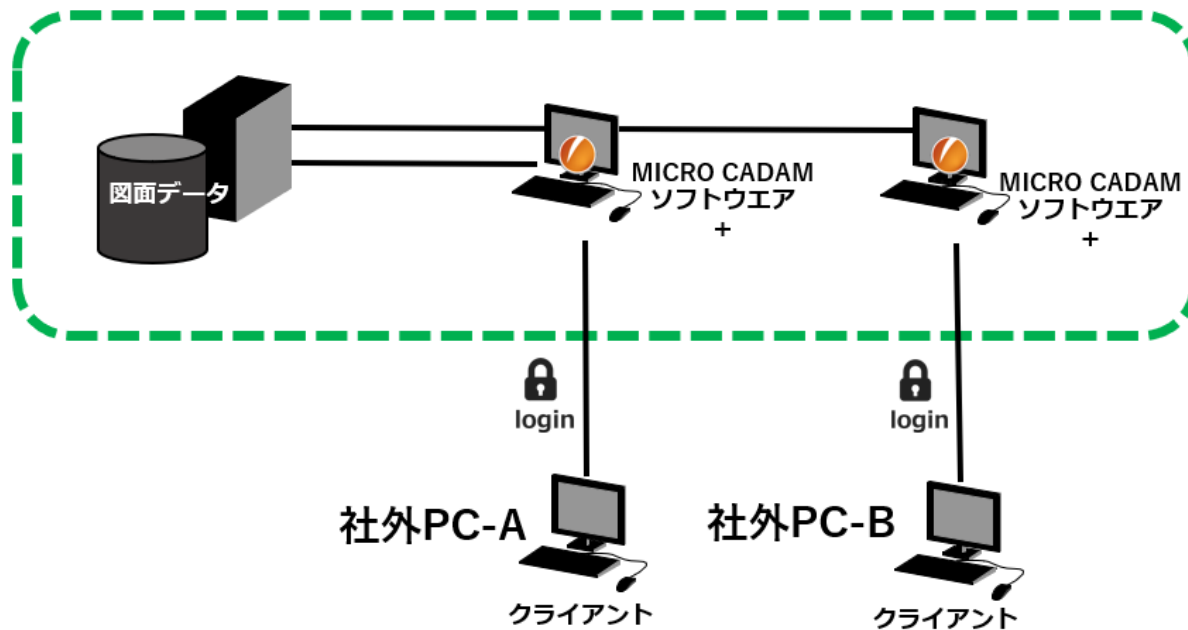 図面データ
MICRO CADAM
ソフトウエア
+
MICRO CADAM
ソフトウエア
+
login
login
社外PC-A
社外PC-B
クライアント
クライアント